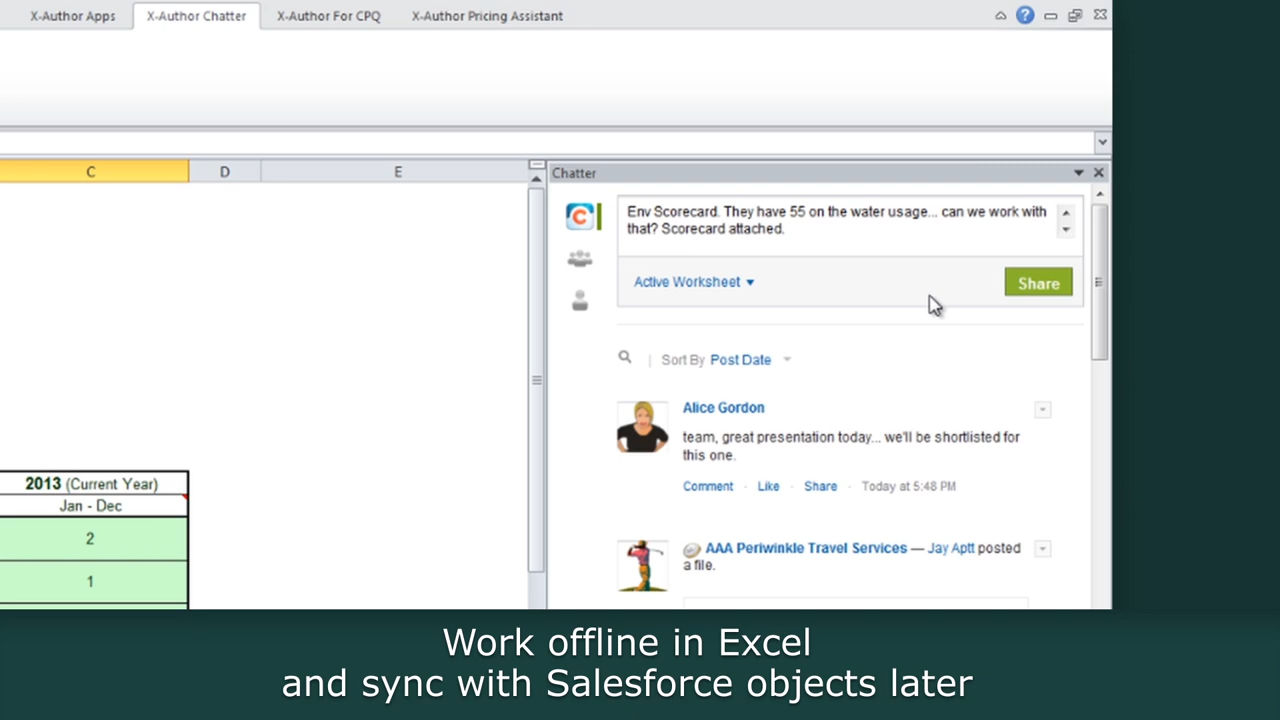 X-Author Apps
X-Author Chatter
X-Author For CPQ
X-Author Pricing Assistant
C
D
E
Chatter
Env Scorecard. They have 55 on the water usage... can we work with
that? Scorecard attached.
Active Worksheet
Share
Sort By Post Date
Alice Gordon
team, great presentation today... we'll be shortlisted for
this one.
Comment · Like · Share · Today at 5:48 PM
AAA Periwinkle Travel Services — Jay Aptt posted
a file.
2013 (Current Year)
Jan - Dec
2
1
Work offline in Excel
and sync with Salesforce objects later